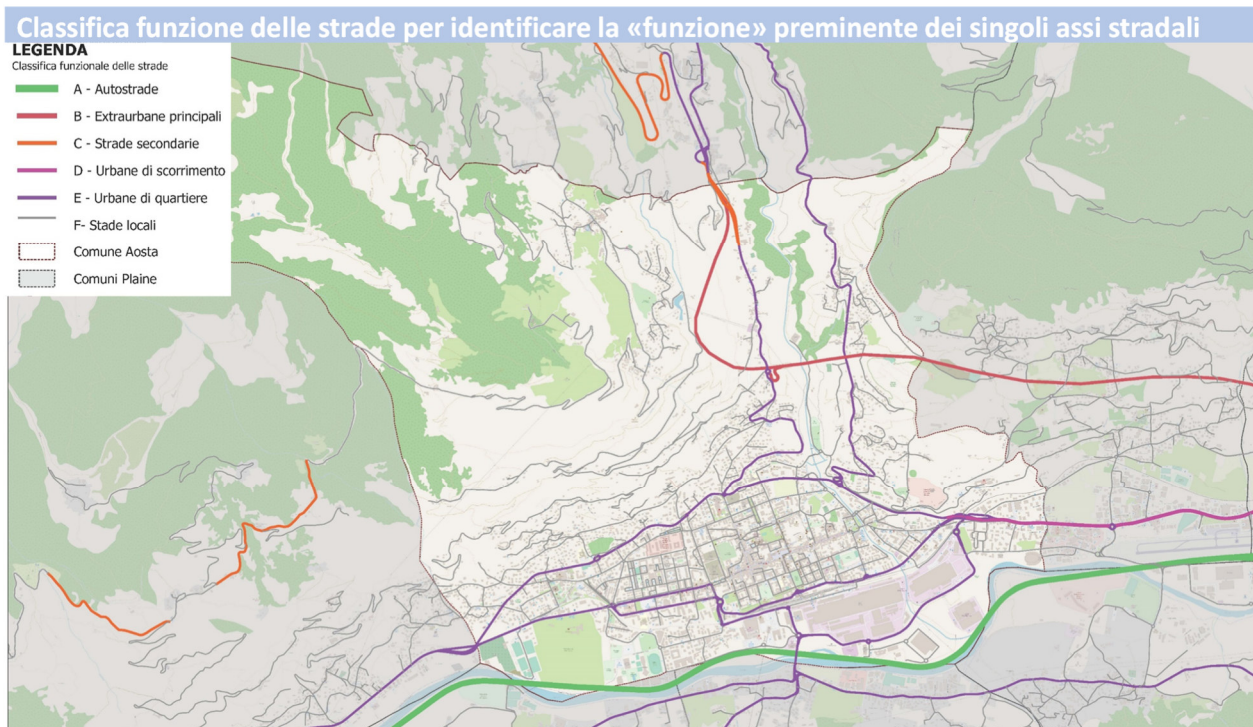 Classifica funzione delle strade per identificare la «funzione» preminente dei singoli assi stradali
LEGENDA
Classifica funzionale delle strade
A - Autostrade
B - Extraurbane principali
C - Strade secondarie
D - Urbane di scorrimento
E - Urbane di quartiere
F- Stade locali
Comune Aosta
Comuni Plaine